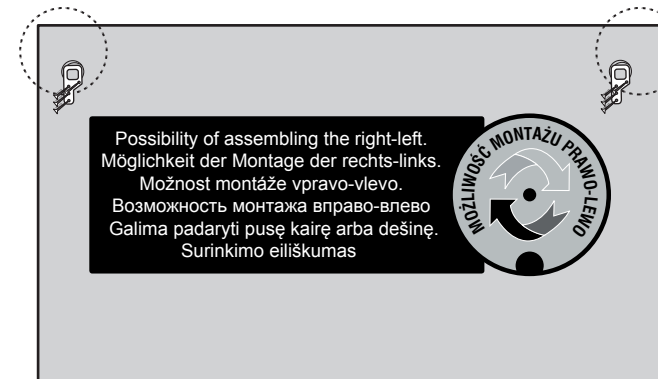 Possibility of assembling the right-left.
Möglichkeit der Montage der rechts-links.
Možnost montáže vpravo-vlevo.
Возможность монтажа вправо-влево
Galima padaryti pusę kairę arba dešinę.
Surinkimo eiliškumas
MOŻLIWOŚĆ MONTAŻU PRAWO-LEWO